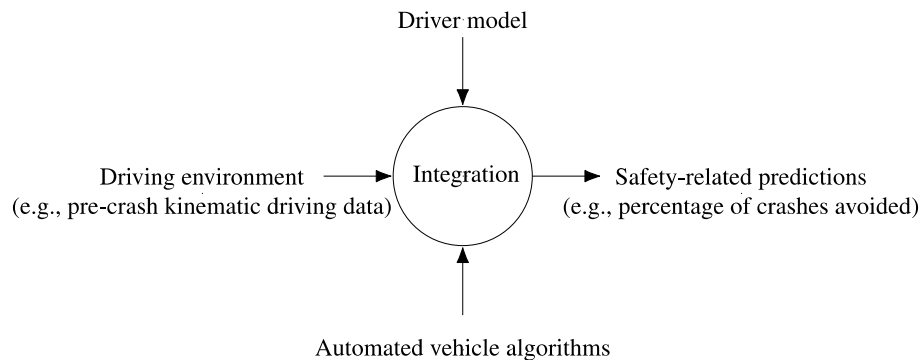 Driver model
Integration
Driving environment
(e.g., pre-crash kinematic driving data)
Safety-related predictions
(e.g., percentage of crashes avoided)
Automated vehicle algorithms